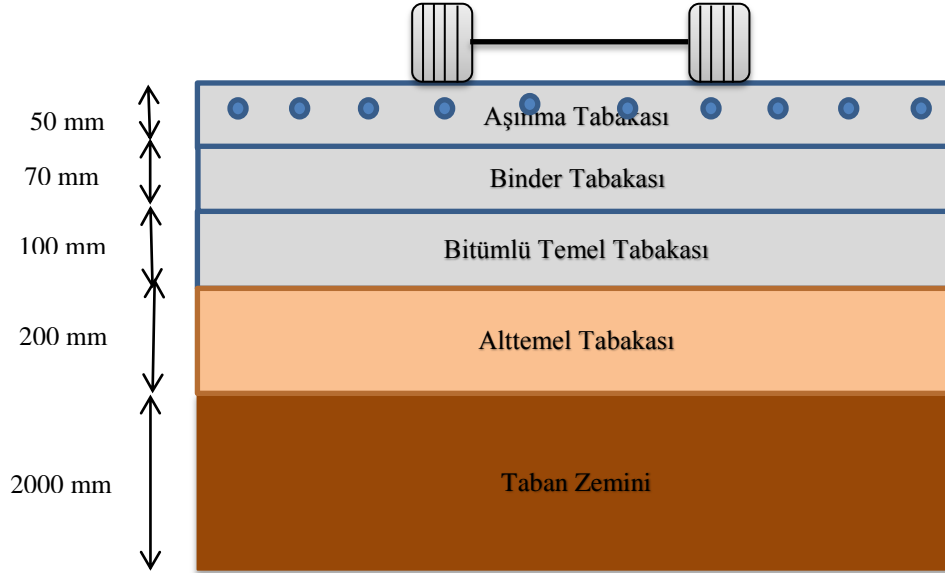 50 mm
Aşınma Tabakası
70 mm
Binder Tabakası
100 mm
Bitümlü Temel Tabakası
200 mm
Alttemel Tabakası
2000 mm
Taban Zemini